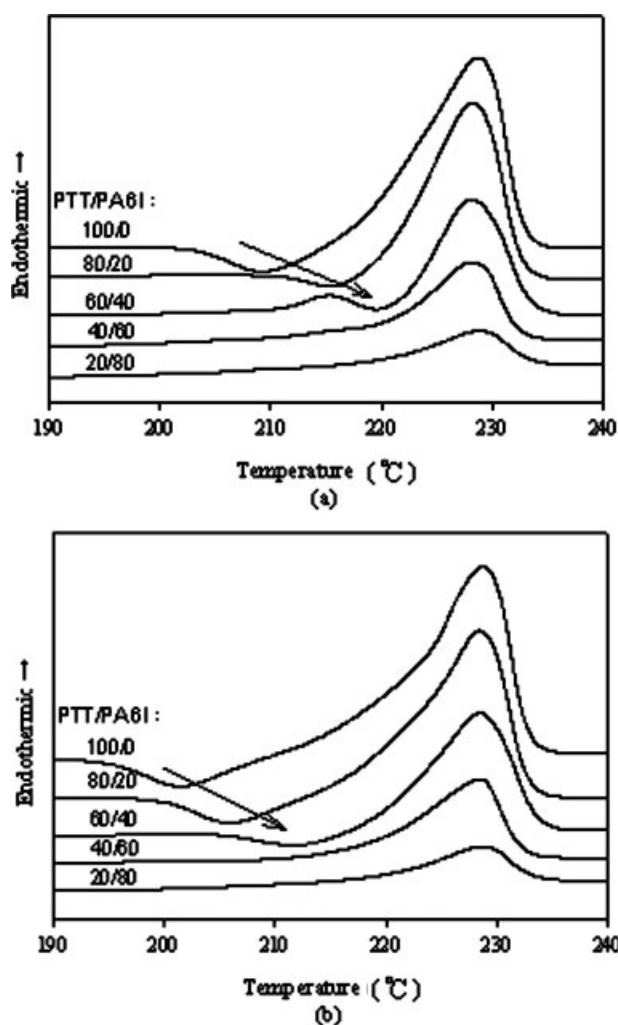 Endothermic →
PTT/PA6I :
100/0
80/20
60/40
40/60
20/80
190 200 210 220 230 240
Temperature (℃)
(a)
Endothermic →
PTT/PA6I :
100/0
80/20
60/40
40/60
20/80
190 200 210 220 230 240
Temperature (℃)
(b)